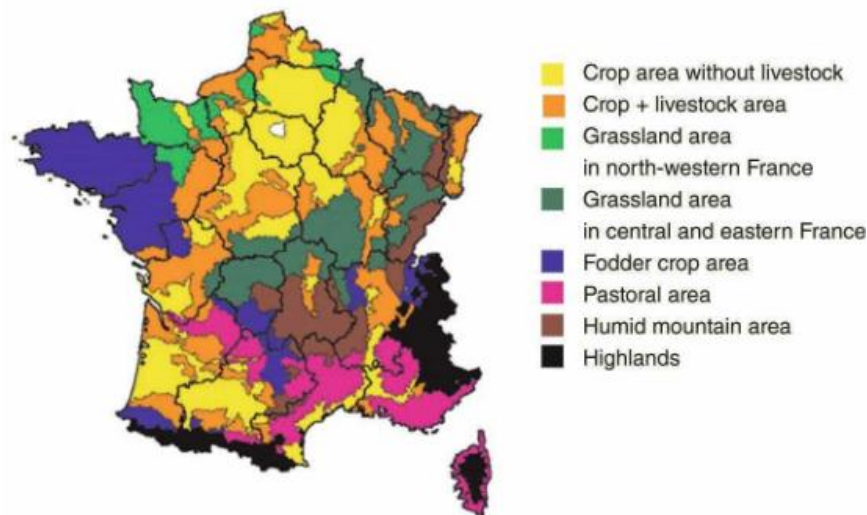 Crop area without livestock
Crop + livestock area
Grassland area
in north-western France
Grassland area
in central and eastern France
Fodder crop area
Pastoral area
Humid mountain area
Highlands